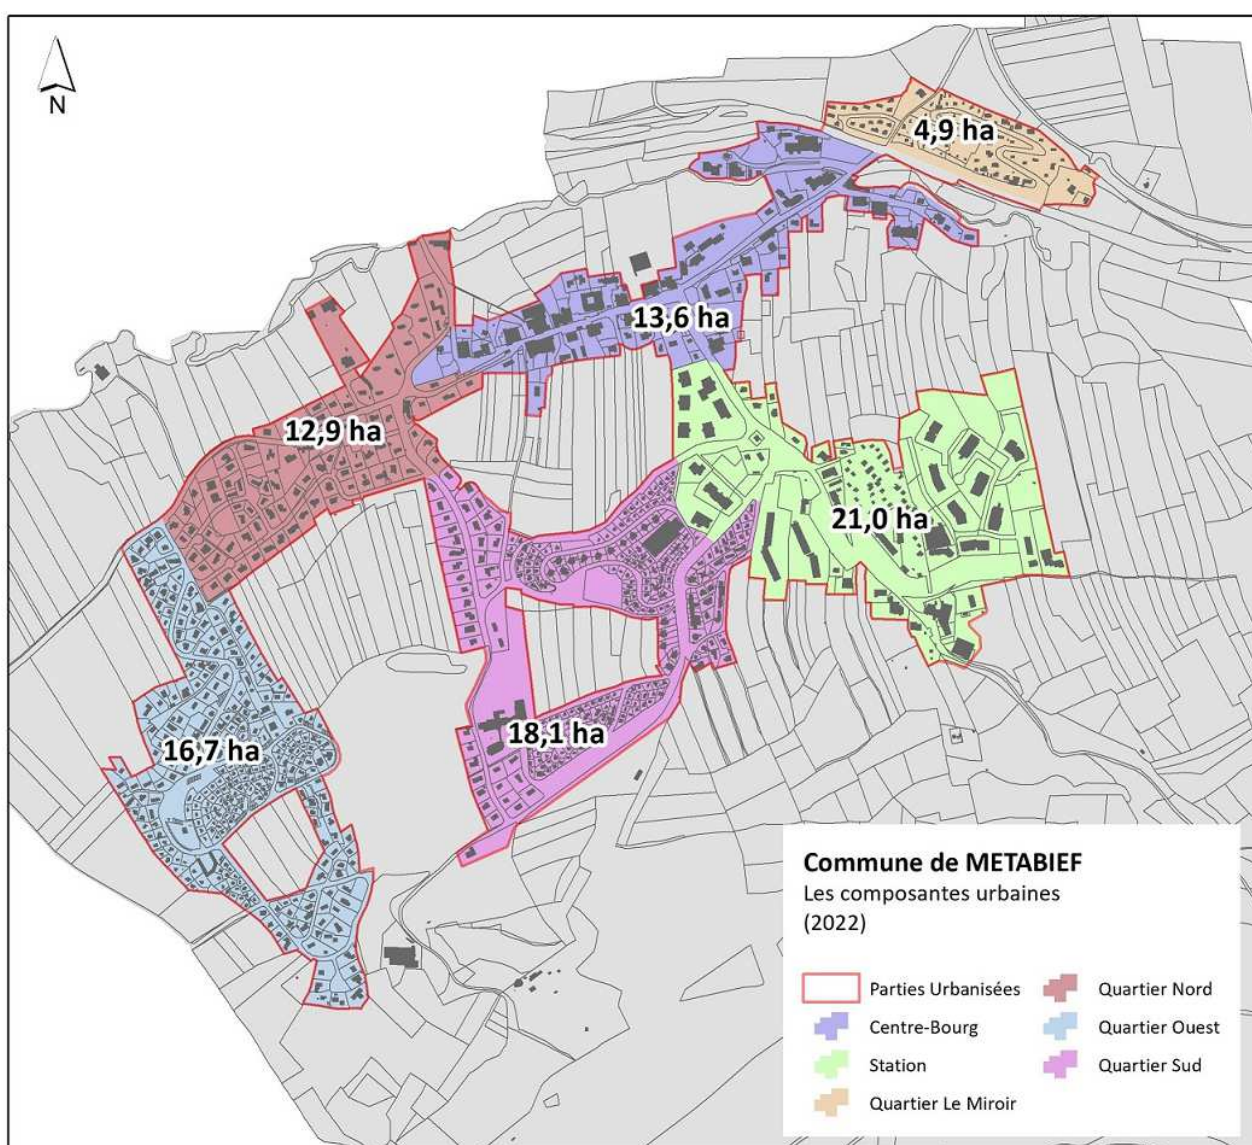 N
4,9 ha
13,6 ha
12,9 ha
21,0 ha
18,1 ha
16,7 ha
Commune de METABIEF
Les composantes urbaines
(2022)
Parties Urbanisées
Quartier Nord
Centre-Bourg
Quartier Ouest
Station
Quartier Sud
Quartier Le Miroir